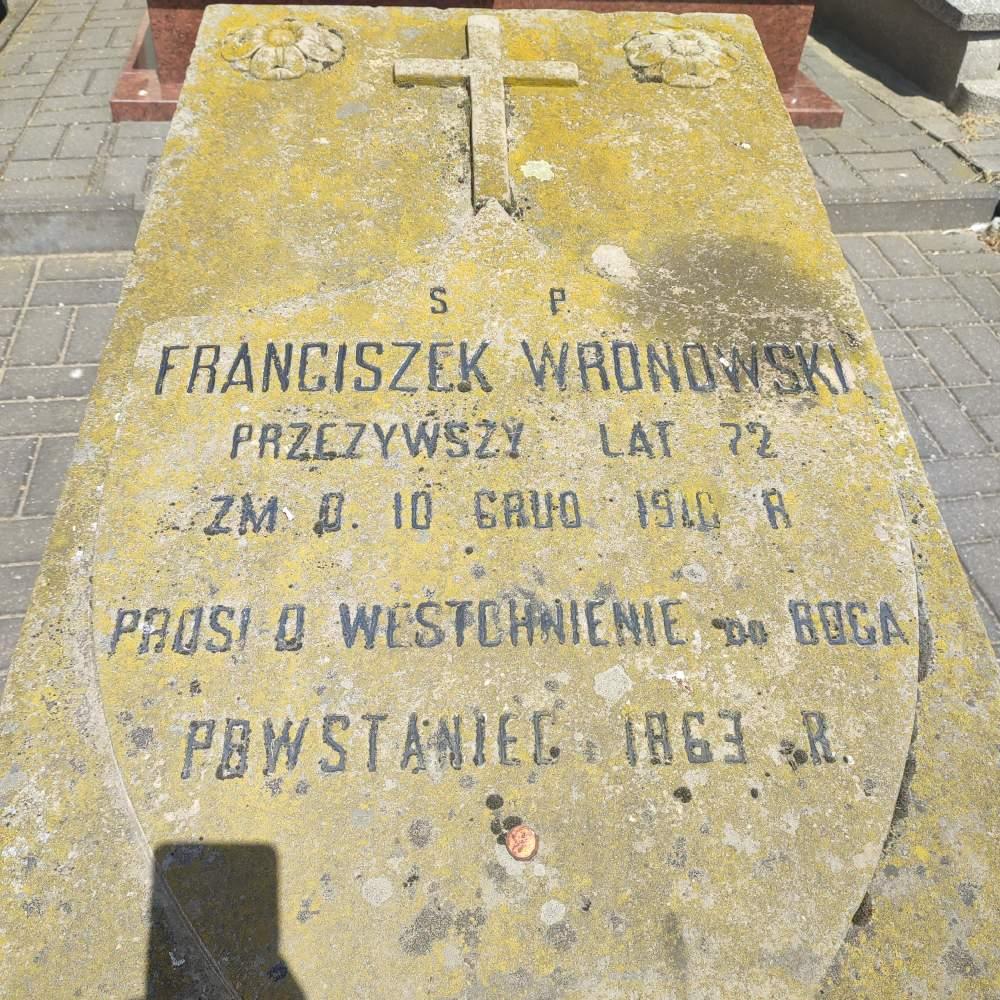 S P.
FRANCISZEK WRONOWSKI
PRZEŻYWSZY LAT 72
ZM D. 10 GRUD. 1910 R
PROSI O WESTCHNIENIE do BOGA
POWSTANIEC 1863 R.